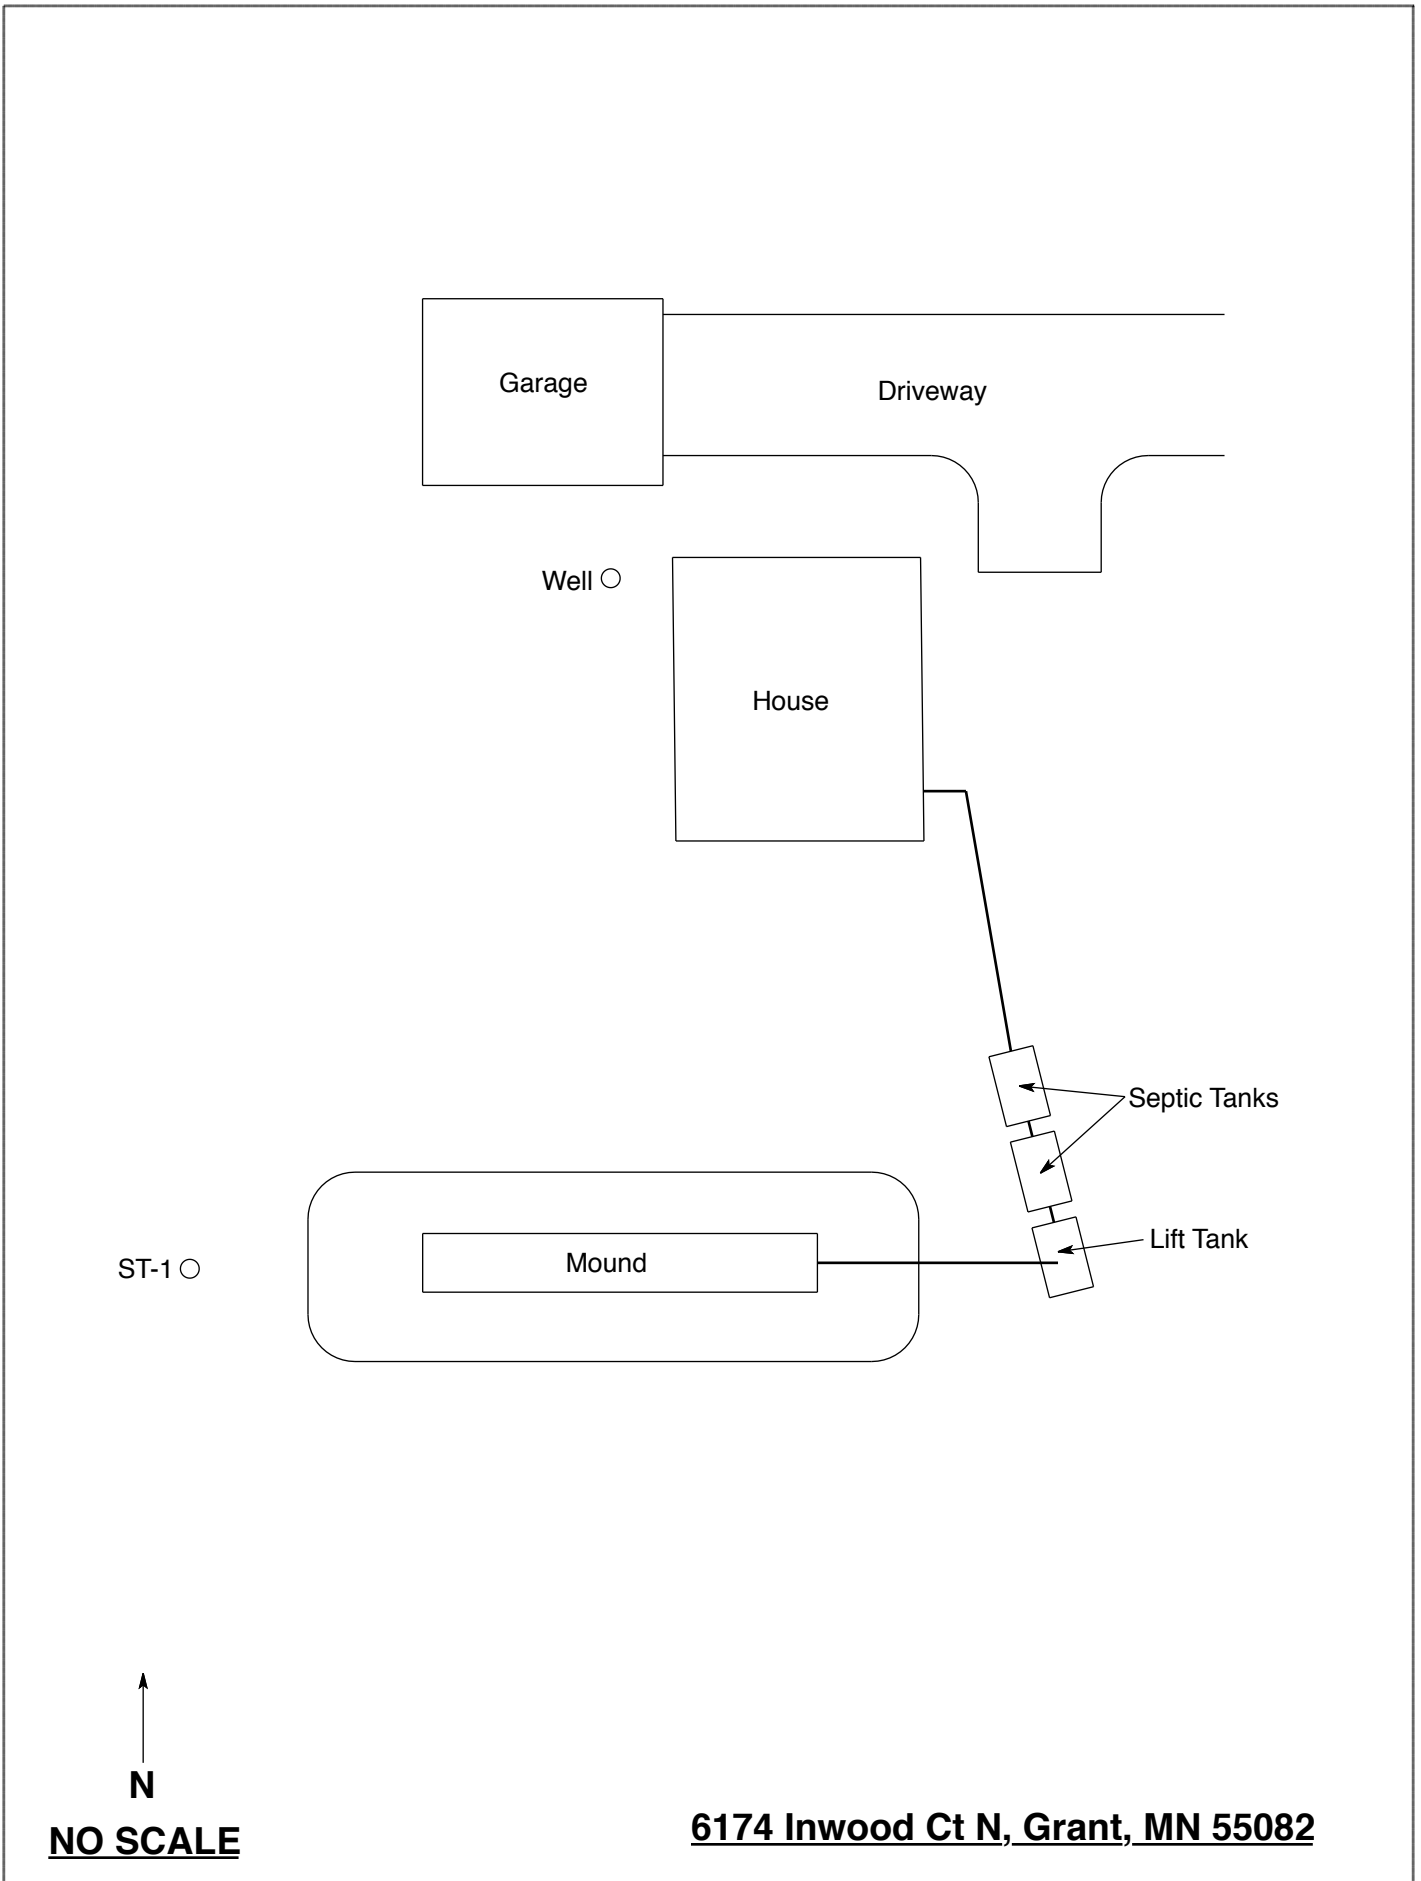 Garage
Driveway
Well
House
Septic Tanks
Lift Tank
Mound
ST-1
N
NO SCALE
6174 Inwood Ct N, Grant, MN 55082